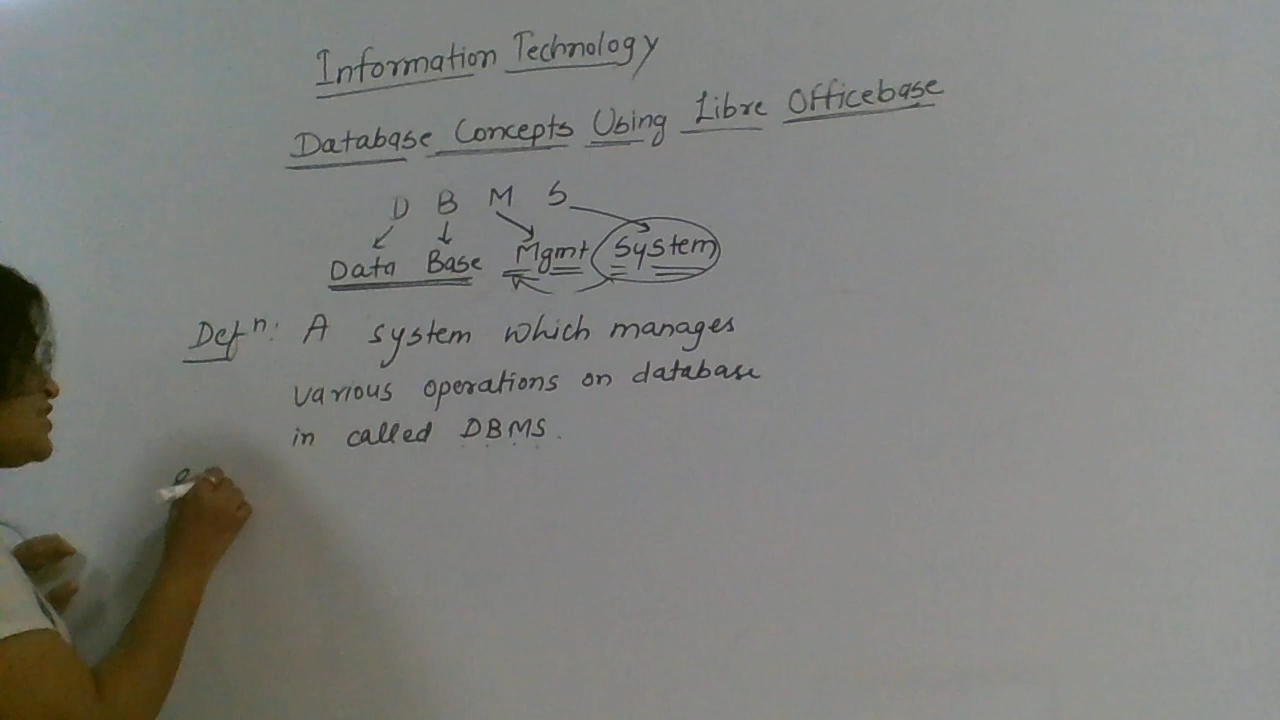 Information Technology
Database Concepts Using Libre Officebase
D B M S
Data Base Mgmt System
Defn: A system which manages
various operations on database
in called DBMS.